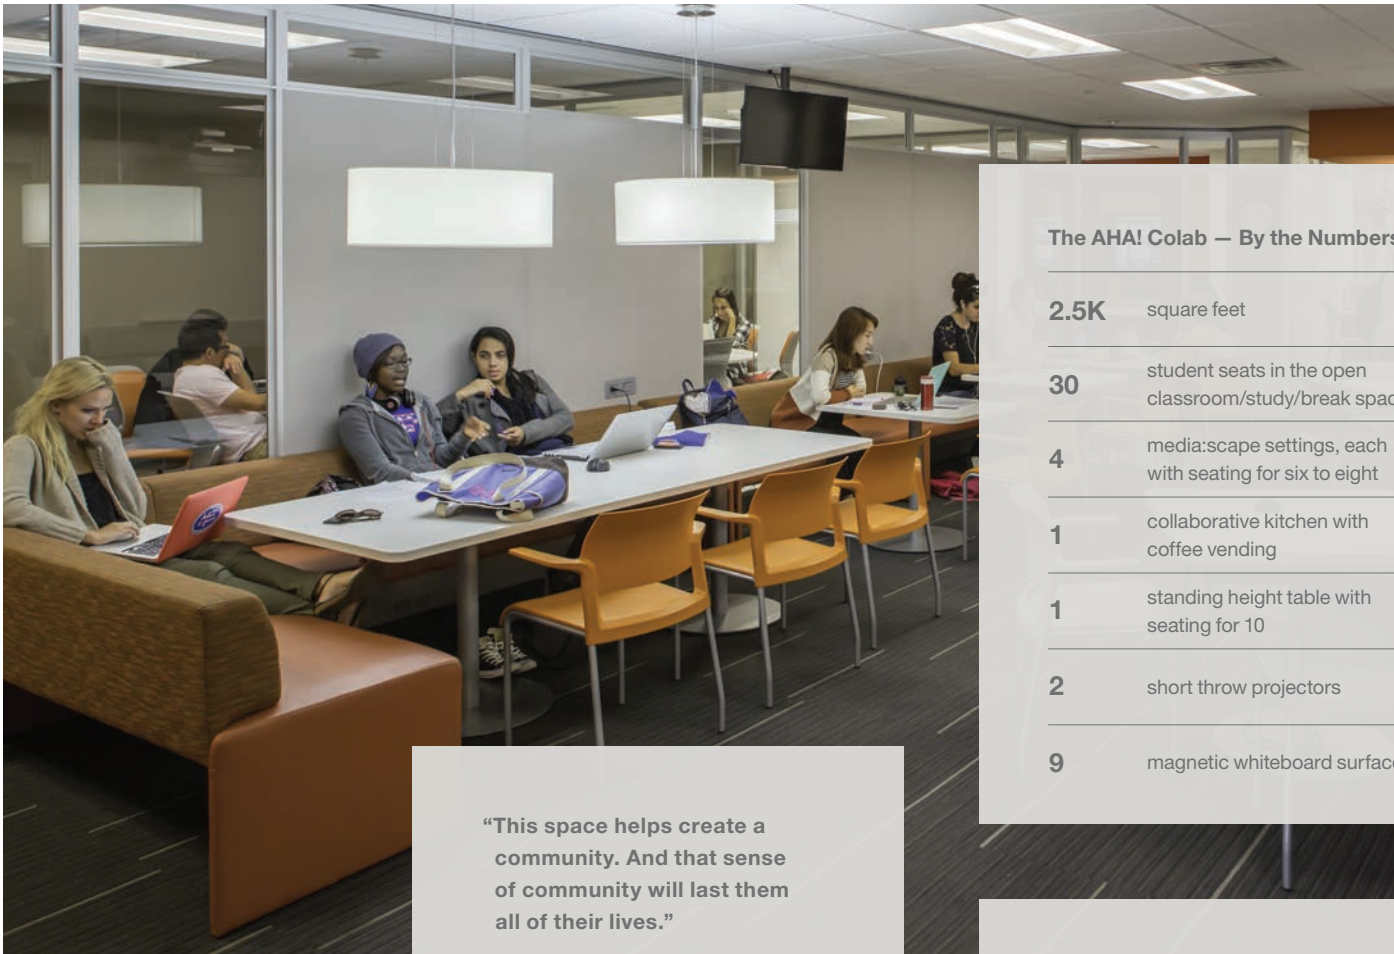 The AHA! Colab — By the Numbers
2.5K square feet
30 student seats in the open
classroom/study/break spac
4 media:scape settings, each
with seating for six to eight
1 collaborative kitchen with
coffee vending
1 standing height table with
seating for 10
2 short throw projectors
9 magnetic whiteboard surfac
“This space helps create a
community. And that sense
of community will last them
all of their lives.”